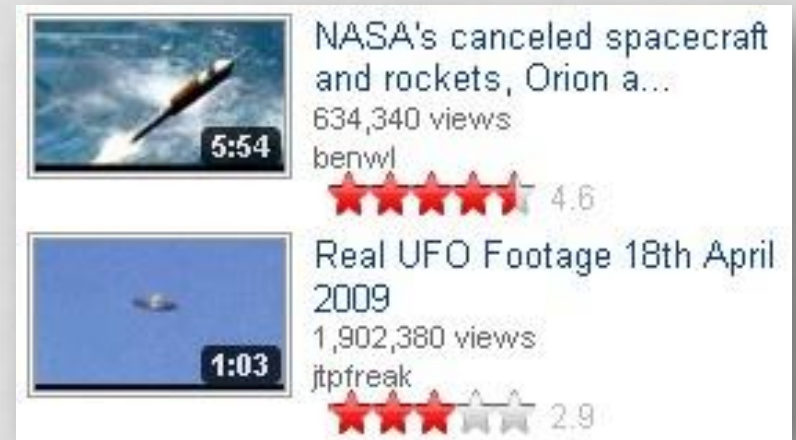 NASA's canceled spacecraft
and rockets, Orion a...
634,340 views
5:54
benwl
4.6
Real UFO Footage 18th April
2009
1,902,380 views
1:03
jtpfreak
2.9